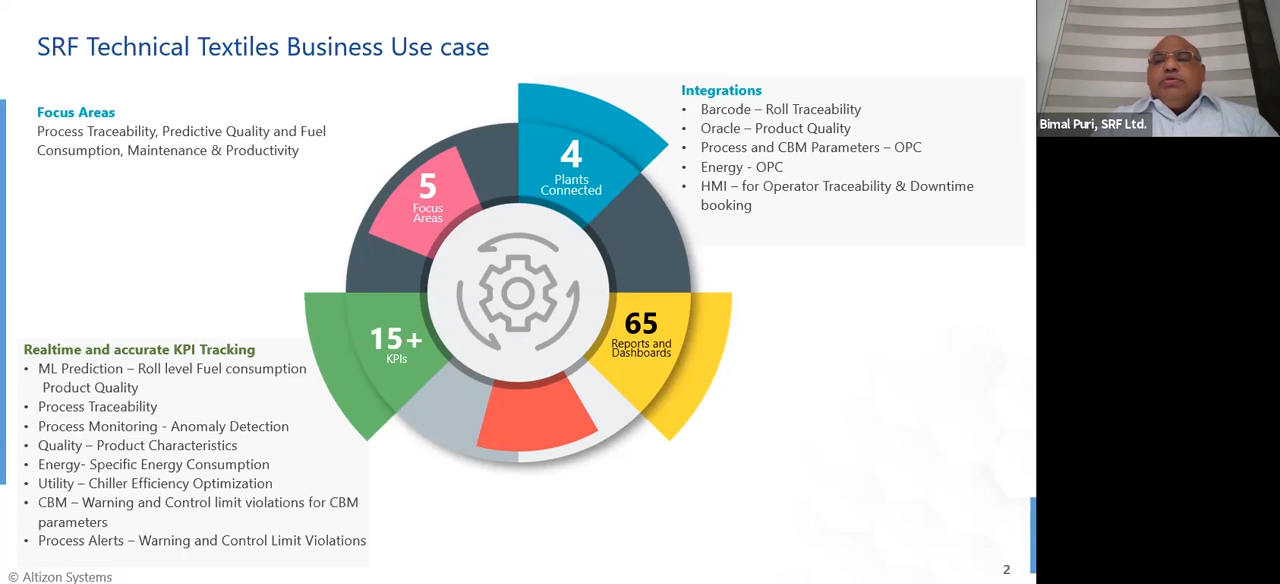 SRF Technical Textiles Business Use case
Focus Areas
Process Traceability, Predictive Quality and Fuel
Consumption, Maintenance & Productivity
Integrations
• Barcode – Roll Traceability
• Oracle – Product Quality
• Process and CBM Parameters – OPC
• Energy - OPC
• HMI – for Operator Traceability & Downtime
booking
4
Plants
Connected
5
Focus
Areas
15+
KPIs
65
Reports and
Dashboards
Realtime and accurate KPI Tracking
• ML Prediction – Roll level Fuel consumption
Product Quality
• Process Traceability
• Process Monitoring - Anomaly Detection
• Quality – Product Characteristics
• Energy- Specific Energy Consumption
• Utility – Chiller Efficiency Optimization
• CBM – Warning and Control limit violations for CBM
parameters
• Process Alerts – Warning and Control Limit Violations
© Altizon Systems
2
Bimal Puri, SRF Ltd.